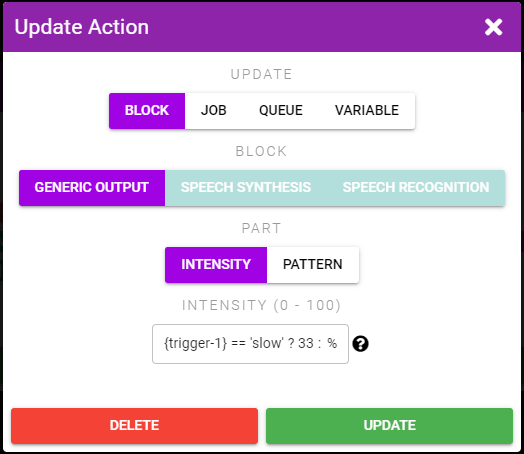 Update Action
UPDATE
BLOCK JOB QUEUE VARIABLE
BLOCK
GENERIC OUTPUT SPEECH SYNTHESIS SPEECH RECOGNITION
PART
INTENSITY PATTERN
INTENSITY (0 - 100)
{trigger-1} == 'slow' ? 33 : %
DELETE UPDATE